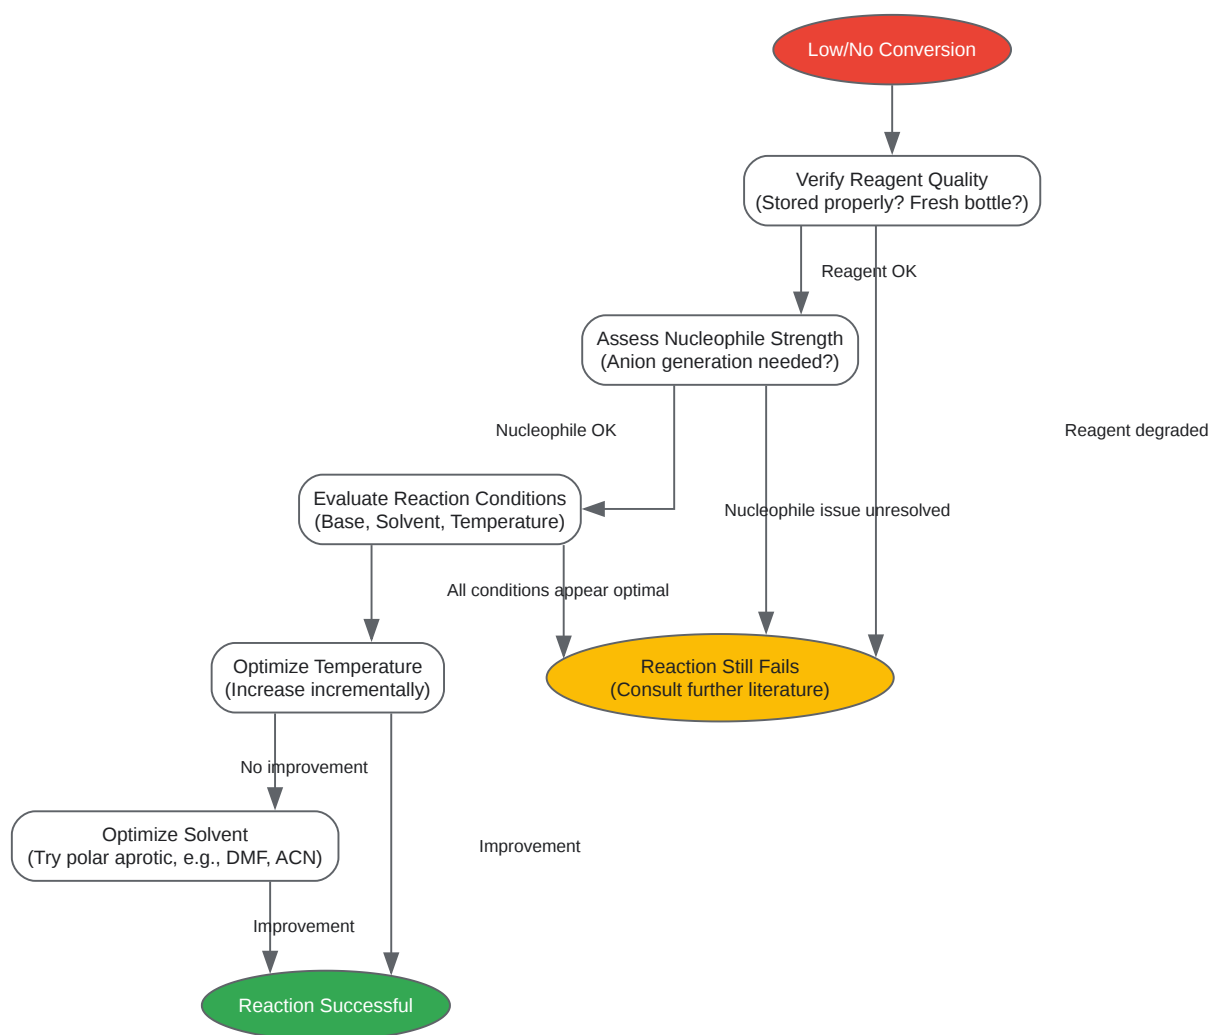 Low/No Conversion
Verify Reagent Quality
(Stored properly? Fresh bottle?)
Reagent OK
Assess Nucleophile Strength
(Anion generation needed?)
Nucleophile OK
Reagent degraded
Evaluate Reaction Conditions
(Base, Solvent, Temperature)
Nucleophile issue unresolved
All conditions appear optimal
Optimize Temperature
(Increase incrementally)
Reaction Still Fails
(Consult further literature)
No improvement
Optimize Solvent
(Try polar aprotic, e.g., DMF, ACN)
Improvement
Improvement
Reaction Successful